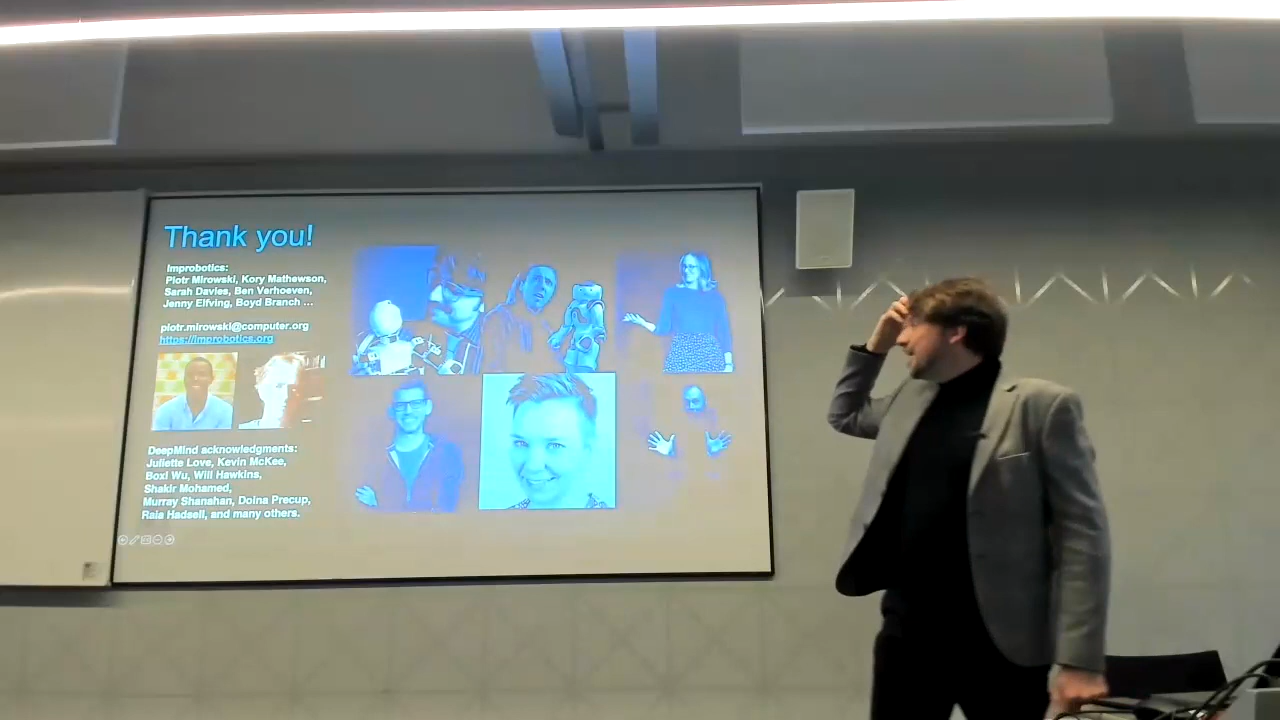 Thank you!
Improbotics:
Piotr Mirowski, Kory Mathewson,
Sarah Davies, Ben Verhoeven,
Jenny Elfving, Boyd Branch ...
piotr.mirowski@computer.org
https://improbotics.org
DeepMind acknowledgments:
Juliette Love, Kevin McKee,
Boxi Wu, Will Hawkins,
Shakir Mohamed,
Murray Shanahan, Doina Precup,
Raia Hadsell, and many others.